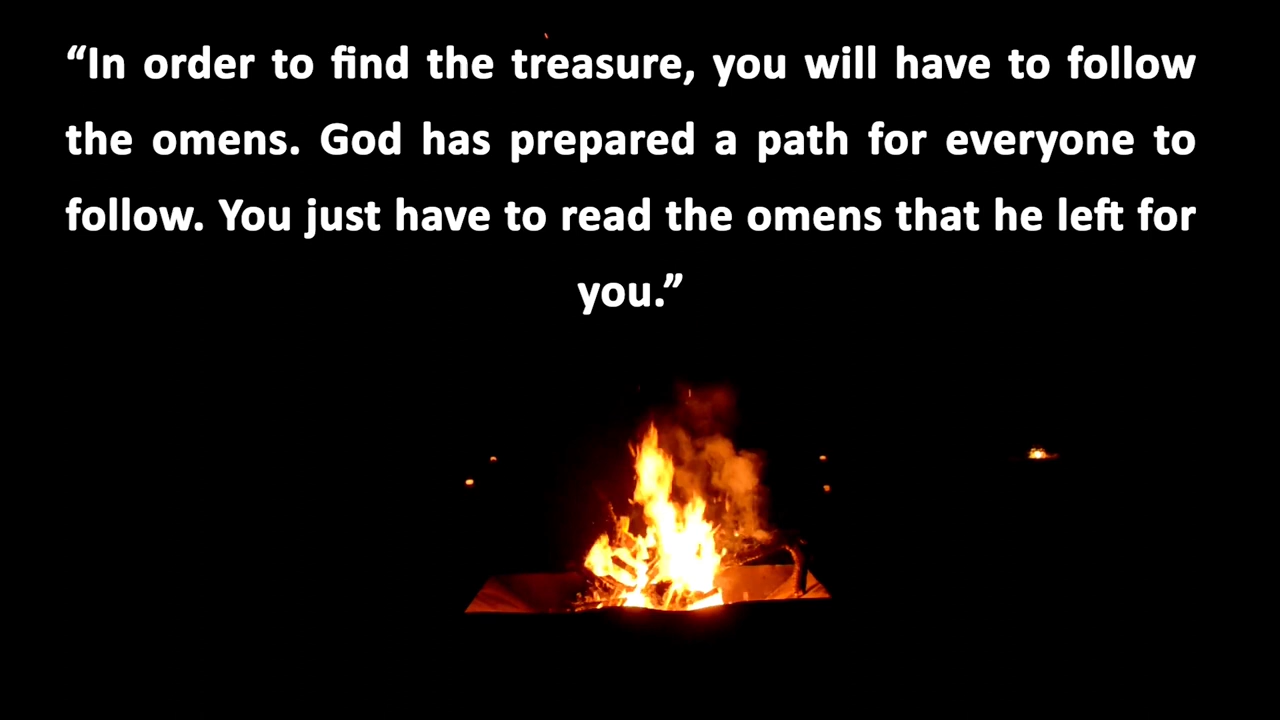 “In order to find the treasure, you will have to follow
the omens. God has prepared a path for everyone to
follow. You just have to read the omens that he left for
you.”